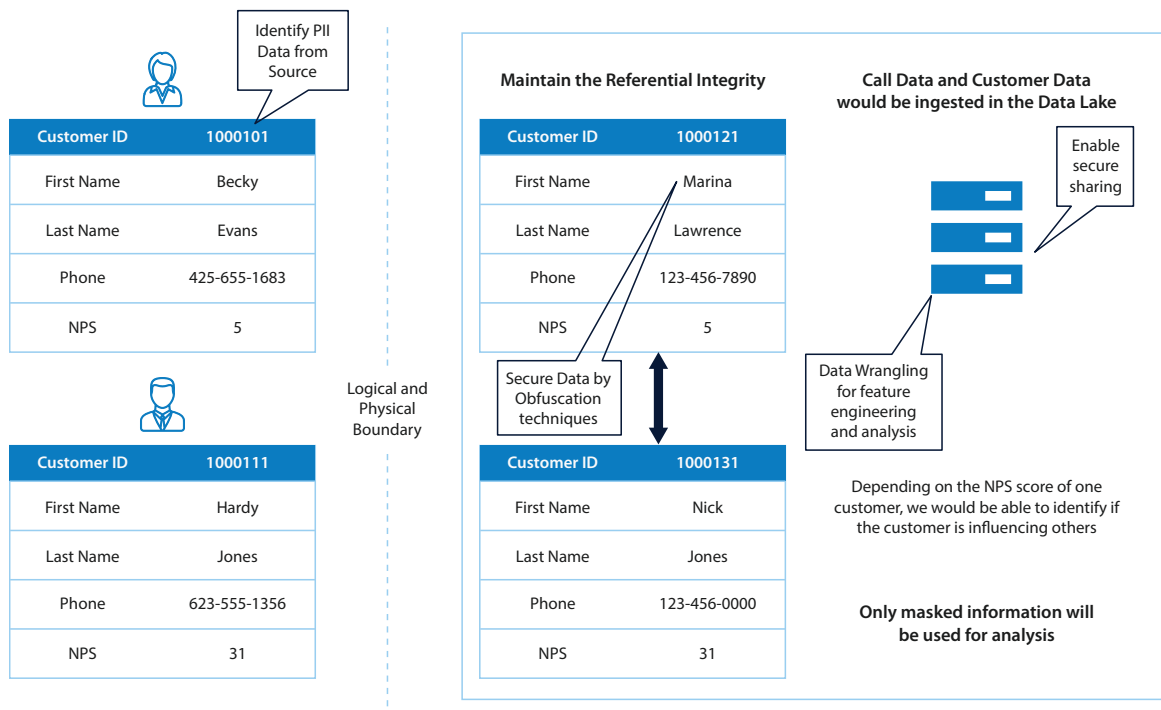 Identify PII
Data from
Source
Customer ID 1000101
First Name Becky
Last Name Evans
Phone 425-655-1683
NPS 5
Customer ID 1000111
First Name Hardy
Last Name Jones
Phone 623-555-1356
NPS 31
Logical and
Physical
Boundary
Maintain the Referential Integrity
Customer ID 1000121
First Name Marina
Last Name Lawrence
Phone 123-456-7890
NPS 5
Secure Data by
Obfuscation
techniques
Customer ID 1000131
First Name Nick
Last Name Jones
Phone 123-456-0000
NPS 31
Call Data and Customer Data
would be ingested in the Data Lake
Enable
secure
sharing
Data Wrangling
for feature
engineering
and analysis
Depending on the NPS score of one
customer, we would be able to identify if
the customer is influencing others
Only masked information will
be used for analysis